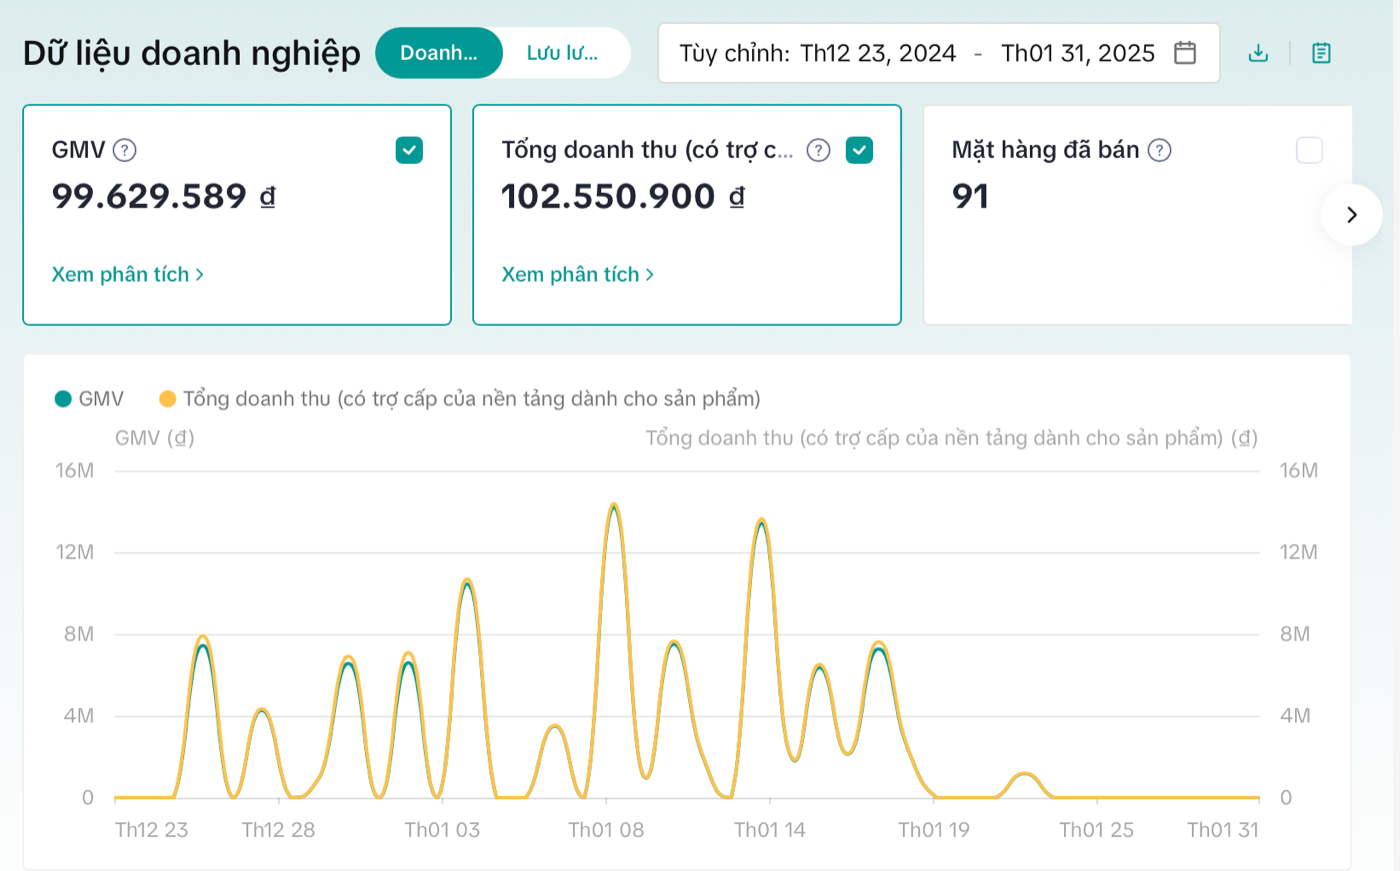 Dữ liệu doanh nghiệp
Doanh...
Lưu lư...
Tùy chỉnh: Th12 23, 2024 - Th01 31, 2025
GMV ?
99.629.589 ₫
Xem phân tích >
Tổng doanh thu (có trợ c... ?
102.550.900 ₫
Xem phân tích >
Mặt hàng đã bán ?
91
GMV
Tổng doanh thu (có trợ cấp của nền tảng dành cho sản phẩm)
GMV (₫)
Tổng doanh thu (có trợ cấp của nền tảng dành cho sản phẩm) (₫)
16M 16M
12M 12M
8M 8M
4M 4M
0 0
Th12 23 Th12 28 Th01 03 Th01 08 Th01 14 Th01 19 Th01 25 Th01 31